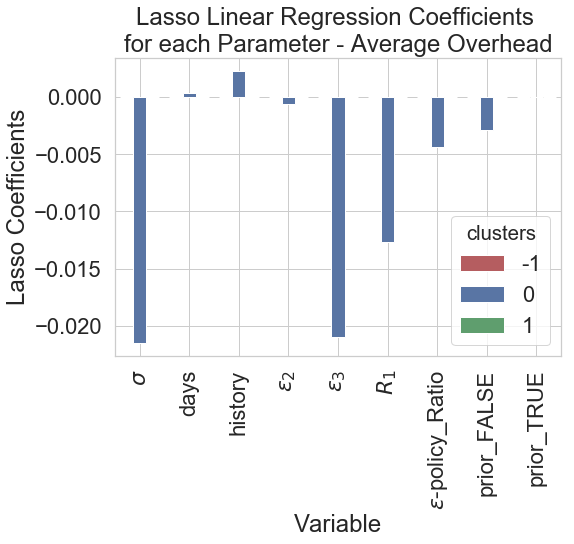 Lasso Linear Regression Coefficients
for each Parameter - Average Overhead
Lasso Coefficients
0.000
−0.005
−0.010
−0.015
−0.020
clusters
-1
0
1
σ
days
history
ε2
ε3
R1
ε-policy_Ratio
prior_FALSE
prior_TRUE
Variable